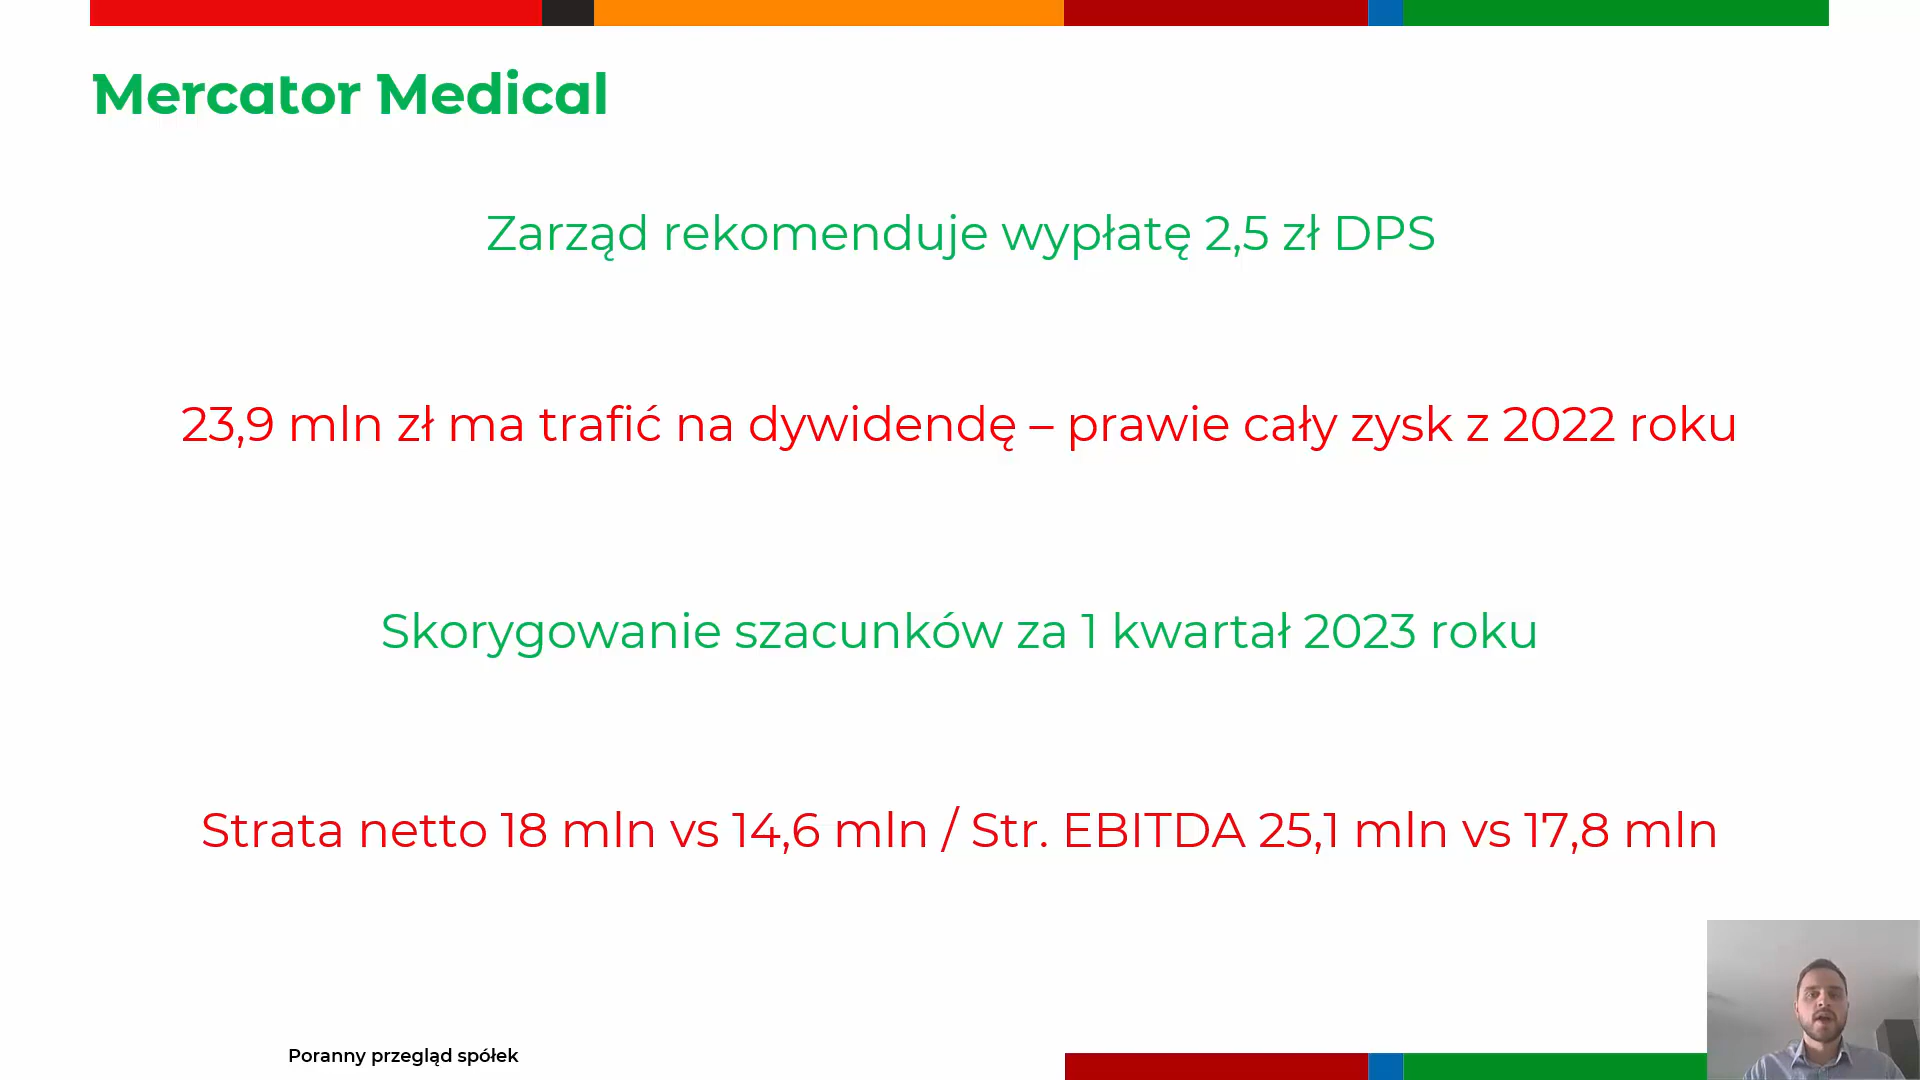 Mercator Medical
Zarząd rekomenduje wypłatę 2,5 zł DPS
23,9 mln zł ma trafić na dywidendę – prawie cały zysk z 2022 roku
Skorygowanie szacunków za 1 kwartał 2023 roku
Strata netto 18 mln vs 14,6 mln / Str. EBITDA 25,1 mln vs 17,8 mln
Poranny przegląd spółek